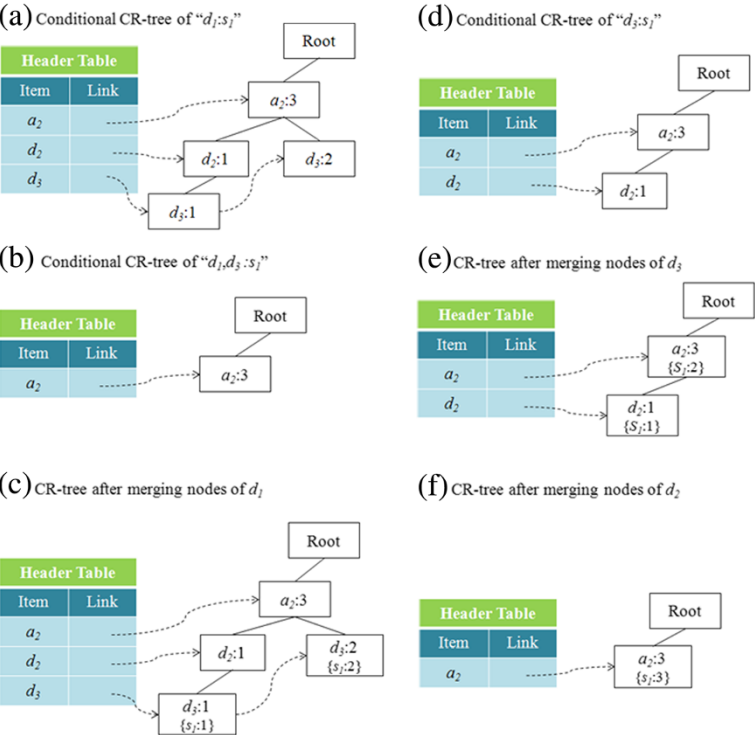 (a) Conditional CR-tree of "d₁:s₁"
Header Table
Item Link
a₂
d₂
d₃
Root
a₂:3
d₂:1 d₃:2
d₃:1
(b) Conditional CR-tree of "d₁,d₃:s₁"
Header Table
Item Link
a₂
Root
a₂:3
(c) CR-tree after merging nodes of d₁
Header Table
Item Link
a₂
d₂
d₃
Root
a₂:3
d₂:1 d₃:2
{s₁:2}
d₃:1
{s₁:1}
(d) Conditional CR-tree of "d₃:s₁"
Header Table
Item Link
a₂
d₂
Root
a₂:3
d₂:1
(e) CR-tree after merging nodes of d₃
Header Table
Item Link
a₂
d₂
Root
a₂:3
{S₁:2}
d₂:1
{S₁:1}
(f) CR-tree after merging nodes of d₂
Header Table
Item Link
a₂
Root
a₂:3
{s₁:3}